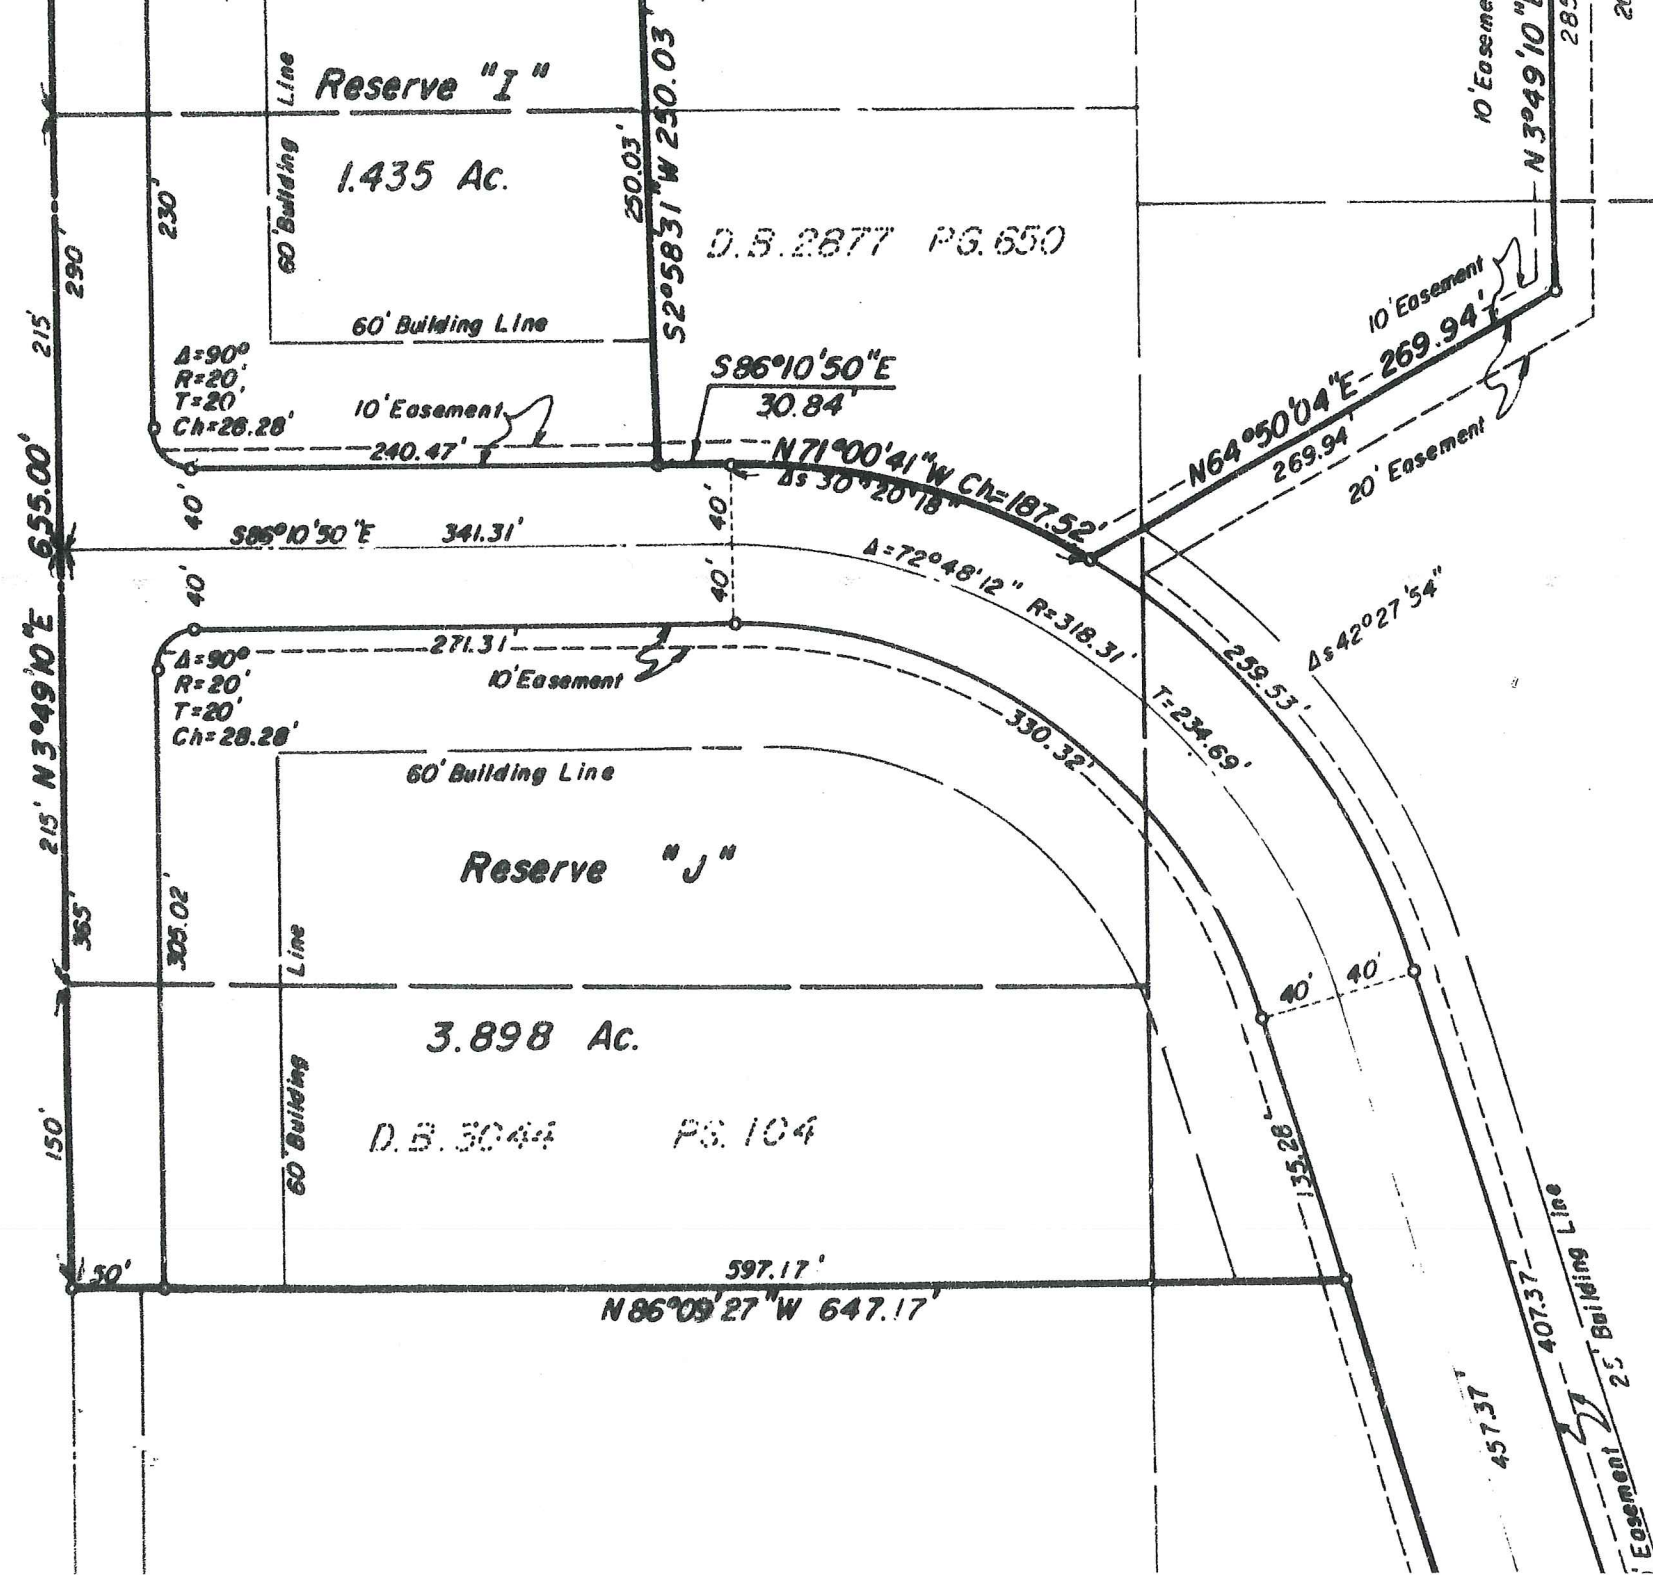 Reserve "I"
1.435 Ac.
60' Building Line
60' Building Line
230'
290'
215'
250.03'
S2°58'31"W 250.03'
D.B.2877 PG.650
10' Easement
N3°49'10"E
285
10' Easement
N64°50'04"E - 269.94'
269.94'
20' Easement
Δ=90°
R=20'
T=20'
Ch=28.28'
10' Easement
240.47'
S86°10'50"E
30.84'
N71°00'41"W Ch=187.52'
Δs 30°20'18"
40'
40'
S86°10'50"E 341.31'
655.00'
N3°49'10"E
215'
40'
40'
Δ=72°48'12" R=318.31'
T=234.69'
259.53'
Δs 42°27'54"
271.31'
10' Easement
Δ=90°
R=20'
T=20'
Ch=28.28'
330.32'
60' Building Line
Reserve "J"
365'
305.02'
60' Building Line
40'
40'
3.898 Ac.
D.B.3044 PG.104
150'
135.28'
50'
597.17'
N86°09'27"W 647.17'
407.37'
25' Building Line
457.37'
Easement